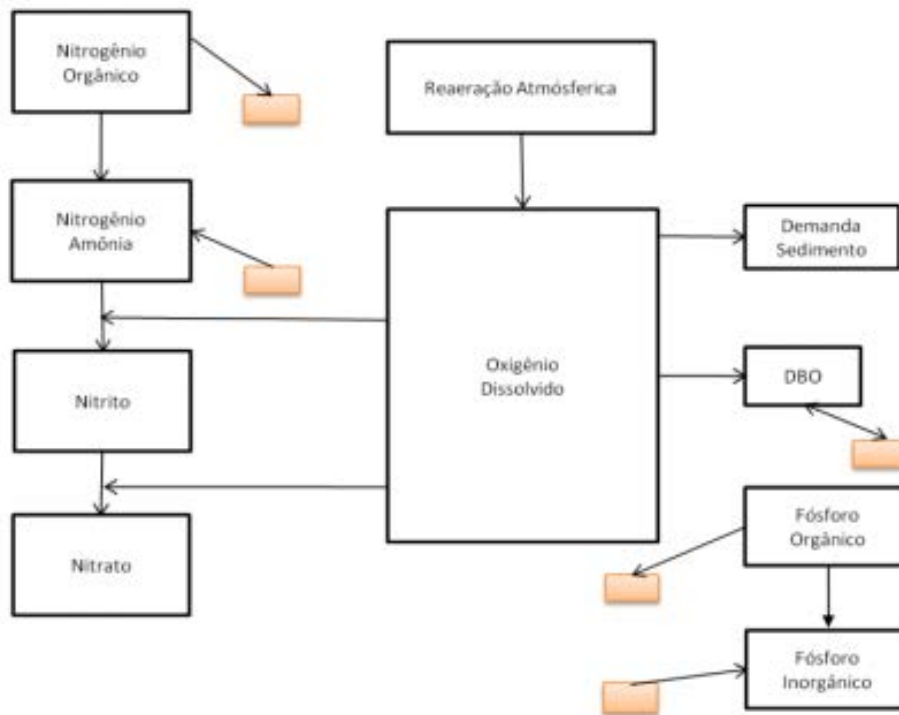 Nitrogênio
Orgânico
Reaeração Atmósferica
Nitrogênio
Amônia
Demanda
Sedimento
Oxigênio
Dissolvido
DBO
Nitrito
Fósforo
Orgânico
Nitrato
Fósforo
Inorgânico